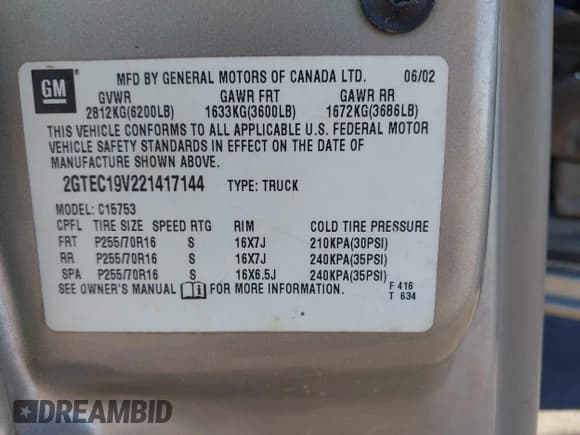 GM ®
MFD BY GENERAL MOTORS OF CANADA LTD. 06/02
GVWR GAWR FRT GAWR RR
2812KG(6200LB) 1633KG(3600LB) 1672KG(3686LB)
THIS VEHICLE CONFORMS TO ALL APPLICABLE U.S. FEDERAL MOTOR
VEHICLE SAFETY STANDARDS IN EFFECT ON THE DATE OF
MANUFACTURE SHOWN ABOVE.
2GTEC19V221417144 TYPE: TRUCK
MODEL: C15753
CPFL TIRE SIZE SPEED RTG RIM COLD TIRE PRESSURE
FRT P255/70R16 S 16X7J 210KPA(30PSI)
RR P255/70R16 S 16X7J 240KPA(35PSI)
SPA P255/70R16 S 16X6.5J 240KPA(35PSI)
SEE OWNER'S MANUAL FOR MORE INFORMATION.
F 416
T 634
DREAMBID